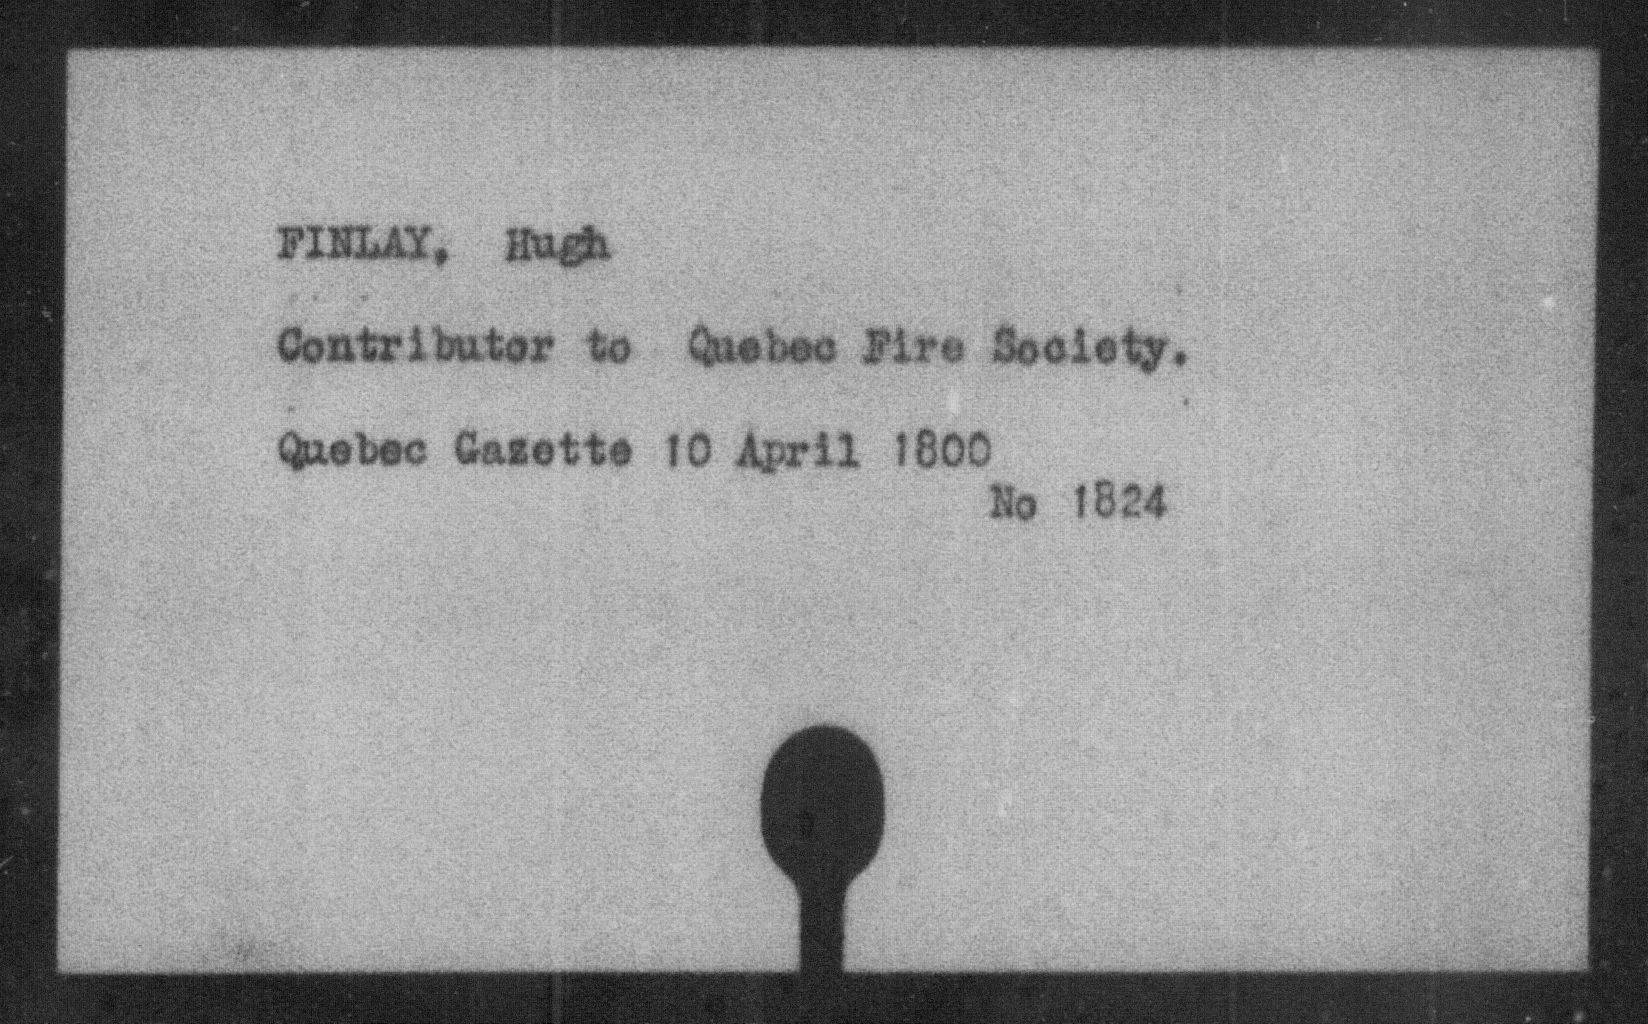 FINLAY, Hugh
Contributor to Quebec Fire Society.
Quebec Gazette 10 April 1800
No 1824